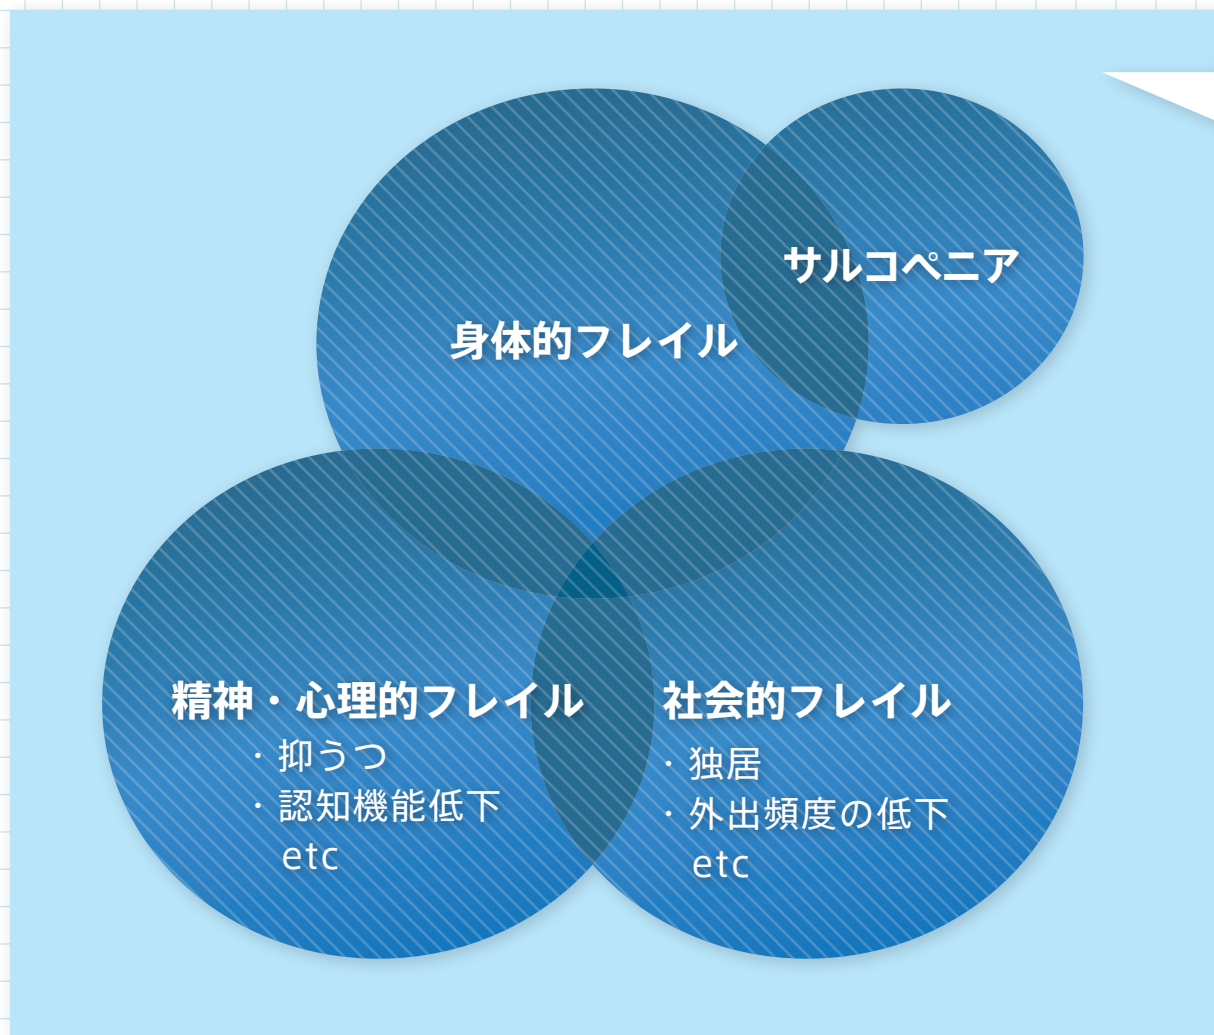 サルコペニア
身体的フレイル
精神・心理的フレイル
・抑うつ
・認知機能低下
etc
社会的フレイル
・独居
・外出頻度の低下
etc